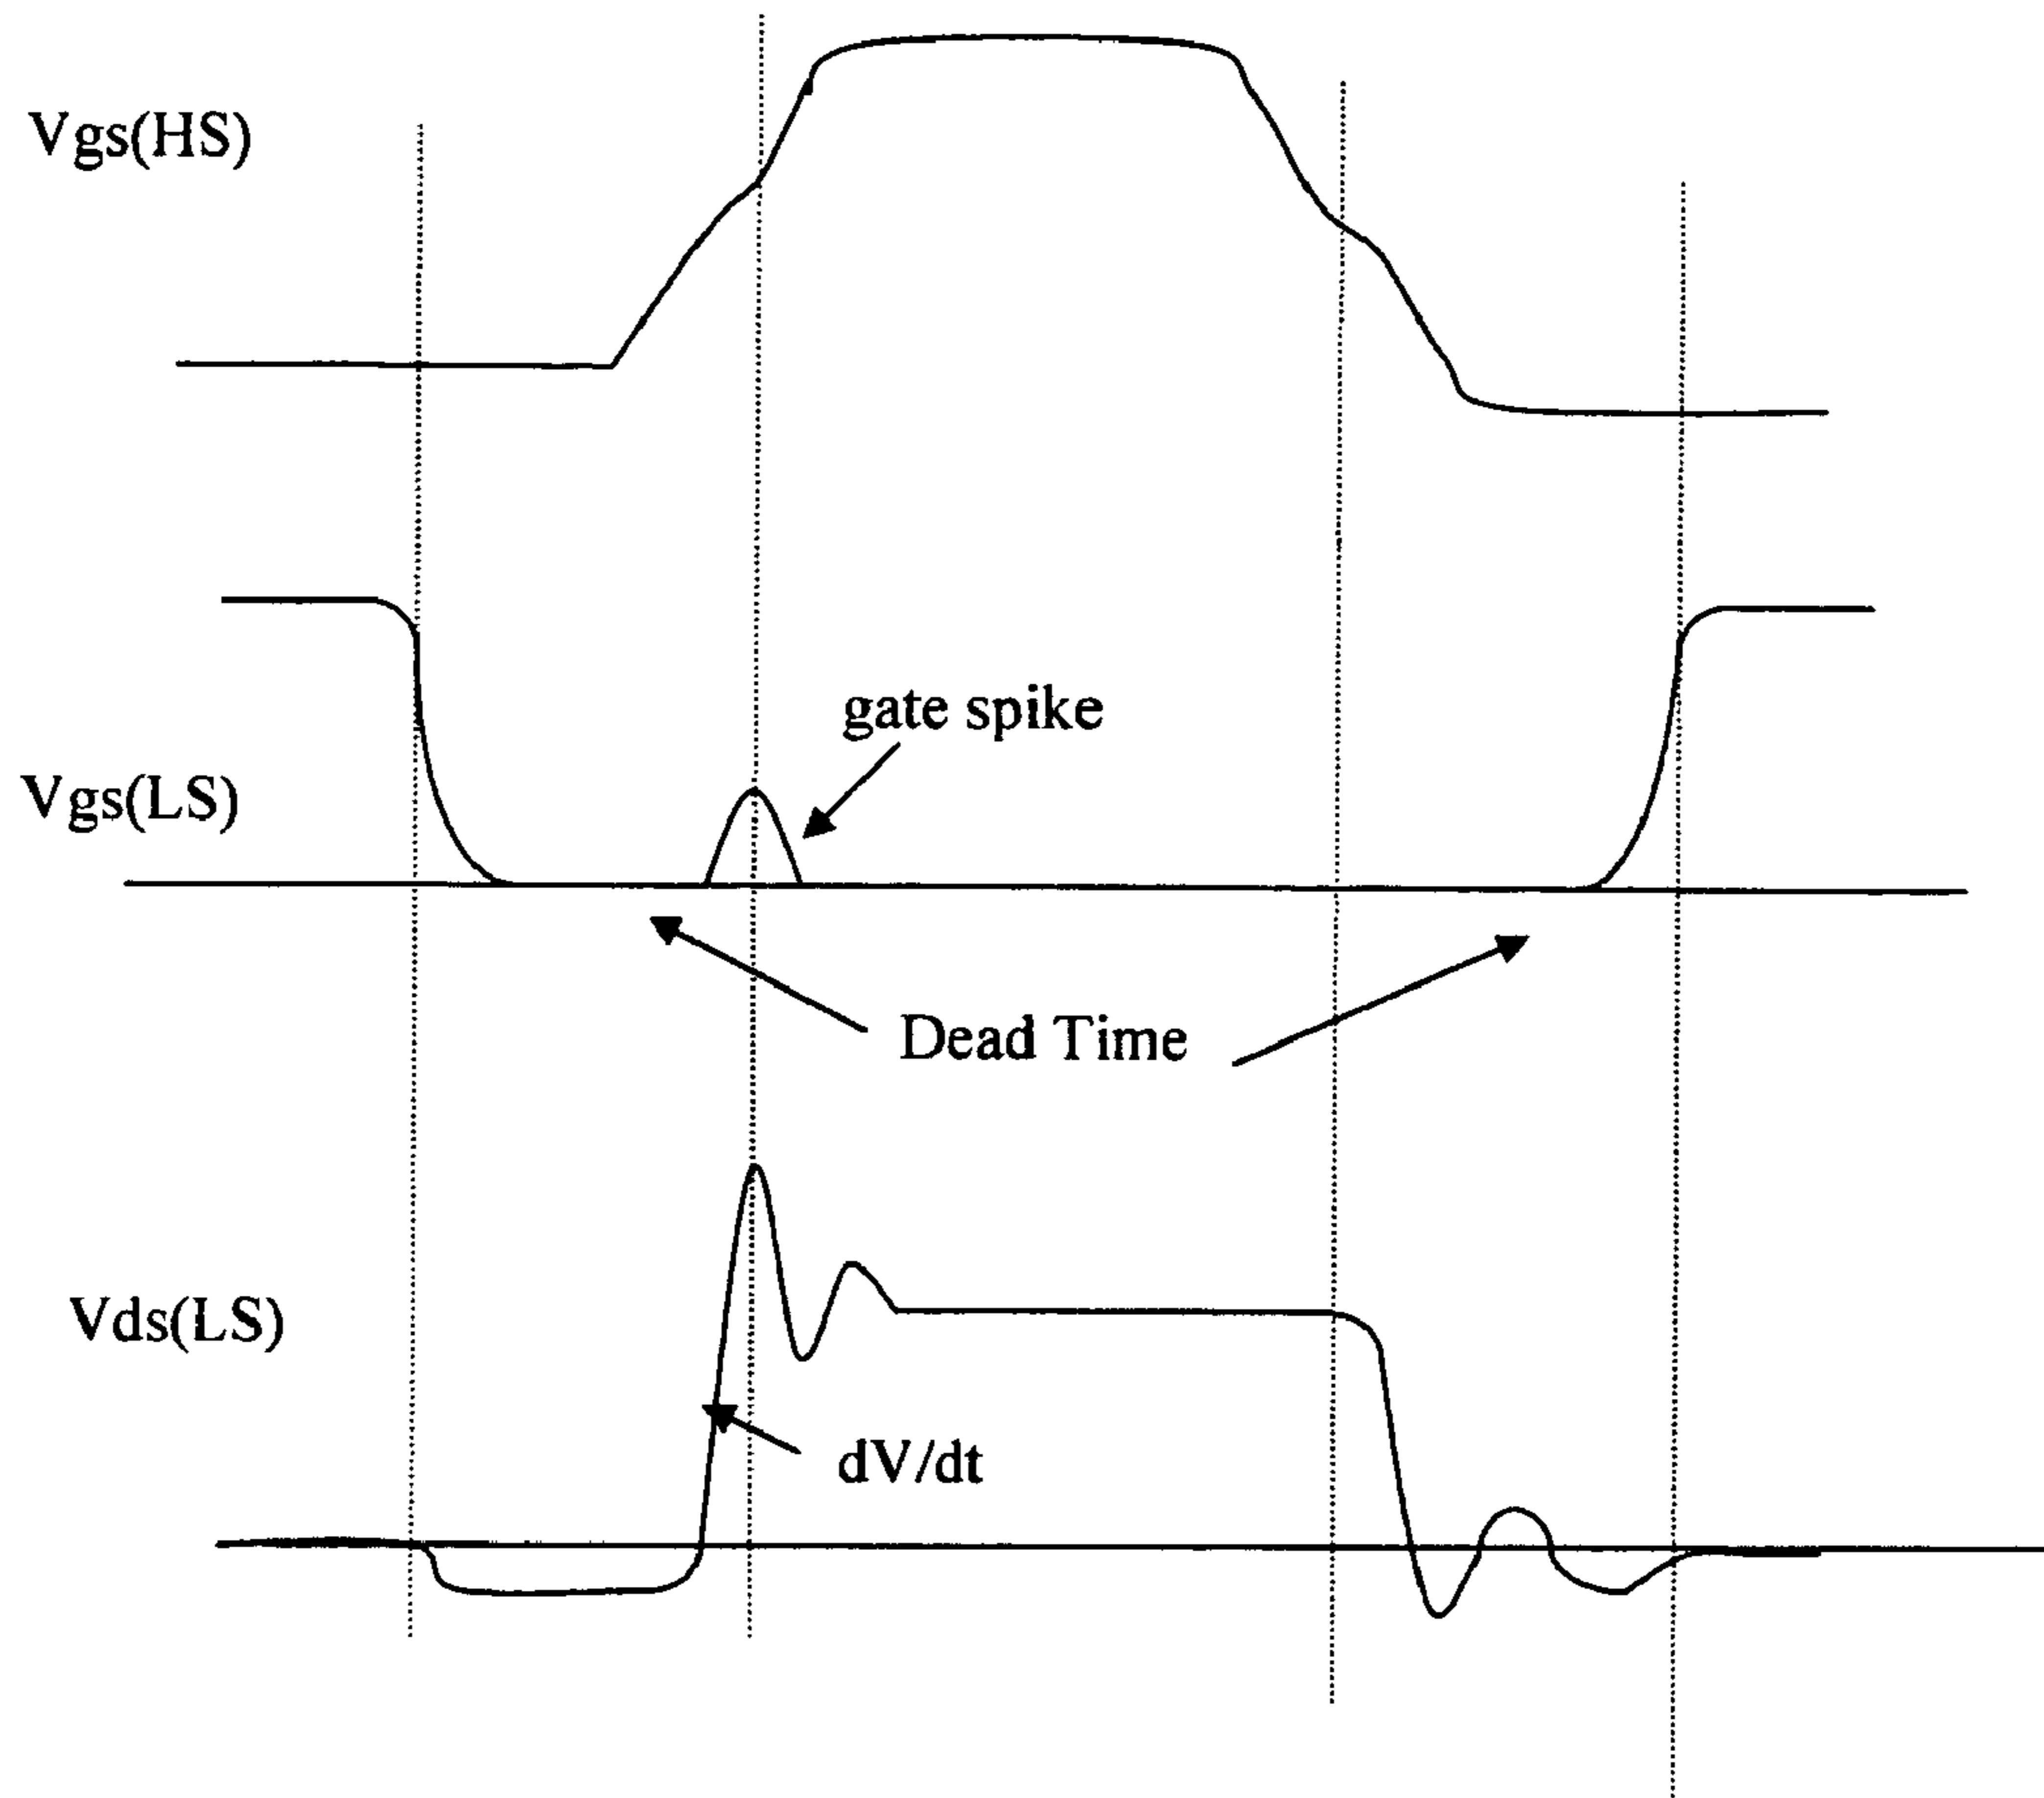 Vgs(HS)
gate spike
Vgs(LS)
Dead Time
Vds(LS)
dV/dt